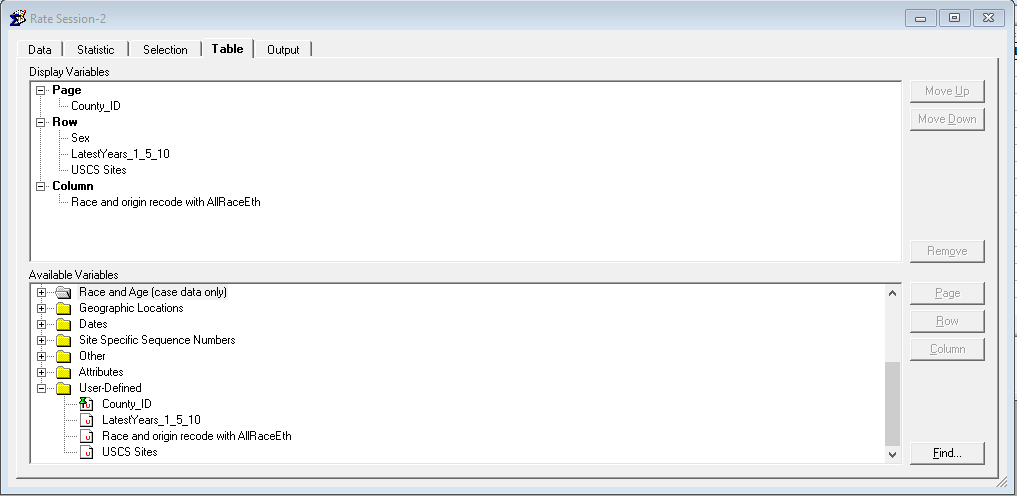 Rate Session-2
Data Statistic Selection Table Output
Display Variables
Page
County_ID
Row
Sex
LatestYears_1_5_10
USCS Sites
Column
Race and origin recode with AllRaceEth
Move Up
Move Down
Remove
Available Variables
Race and Age (case data only)
Geographic Locations
Dates
Site Specific Sequence Numbers
Other
Attributes
User-Defined
County_ID
LatestYears_1_5_10
Race and origin recode with AllRaceEth
USCS Sites
Page
Row
Column
Find...